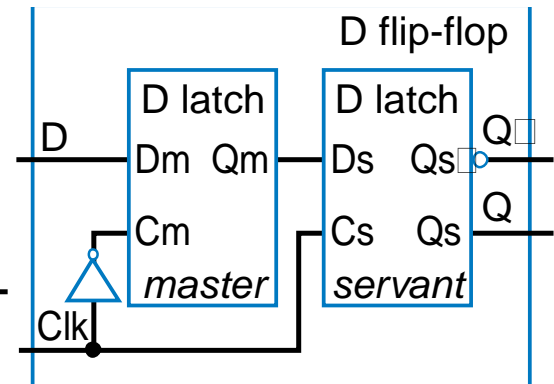 D flip-flop
D latch
D latch
D
Dm Qm
Ds Qs□
Q□
Cm
Cs Qs
Q
master
servant
Clk